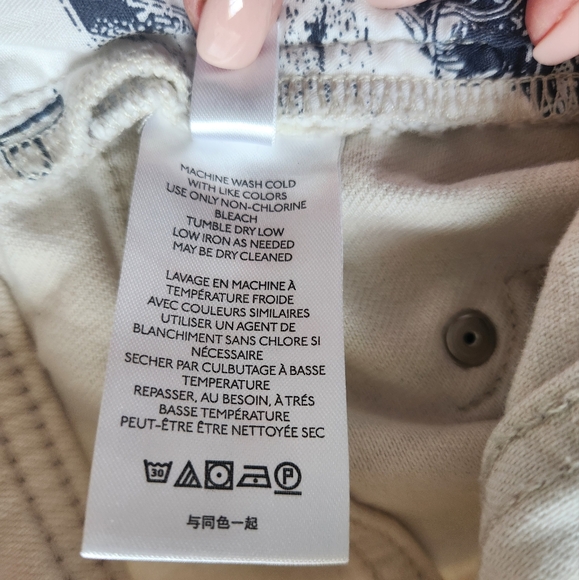 MACHINE WASH COLD
WITH LIKE COLORS
USE ONLY NON-CHLORINE
BLEACH
TUMBLE DRY LOW
LOW IRON AS NEEDED
MAY BE DRY CLEANED
LAVAGE EN MACHINE À
TEMPÉRATURE FROIDE
AVEC COULEURS SIMILAIRES
UTILISER UN AGENT DE
BLANCHIMENT SANS CHLORE SI
NÉCESSAIRE
SECHER PAR CULBUTAGE À BASSE
TEMPERATURE
REPASSER, AU BESOIN, À TRÉS
BASSE TEMPÉRATURE
PEUT-ÊTRE ÊTRE NETTOYÉE SEC
30 P
与同色一起